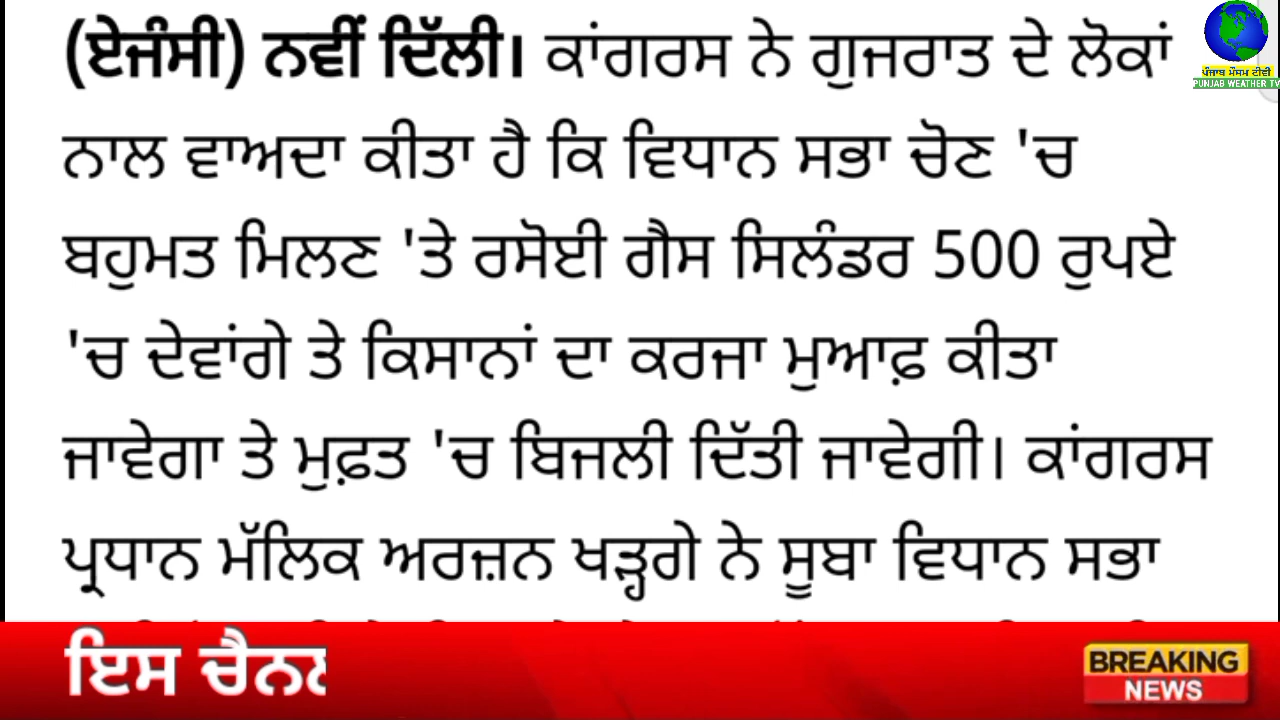 (ਏਜੰਸੀ) ਨਵੀਂ ਦਿੱਲੀ। ਕਾਂਗਰਸ ਨੇ ਗੁਜਰਾਤ ਦੇ ਲੋਕਾਂ
ਨਾਲ ਵਾਅਦਾ ਕੀਤਾ ਹੈ ਕਿ ਵਿਧਾਨ ਸਭਾ ਚੋਣ 'ਚ
ਬਹੁਮਤ ਮਿਲਣ 'ਤੇ ਰਸੋਈ ਗੈਸ ਸਿਲੰਡਰ 500 ਰੁਪਏ
'ਚ ਦੇਵਾਂਗੇ ਤੇ ਕਿਸਾਨਾਂ ਦਾ ਕਰਜਾ ਮੁਆਫ਼ ਕੀਤਾ
ਜਾਵੇਗਾ ਤੇ ਮੁਫ਼ਤ 'ਚ ਬਿਜਲੀ ਦਿੱਤੀ ਜਾਵੇਗੀ। ਕਾਂਗਰਸ
ਪ੍ਰਧਾਨ ਮੱਲਿਕ ਅਰਜ਼ਨ ਖੜ੍ਹਗੇ ਨੇ ਸੂਬਾ ਵਿਧਾਨ ਸਭਾ
ਪੰਜਾਬ ਮੌਸਮ ਟੀਵੀ
PUNJAB WEATHER TV
ਇਸ ਚੈਨਲ
BREAKING
NEWS